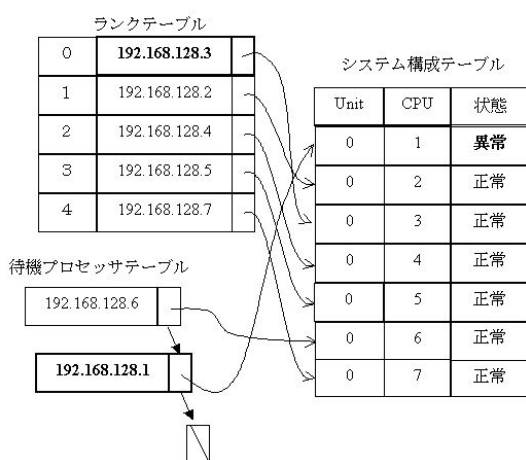 ランクテーブル
0 192.168.128.3
1 192.168.128.2
2 192.168.128.4
3 192.168.128.5
4 192.168.128.7
システム構成テーブル
Unit CPU 状態
0 1 異常
0 2 正常
0 3 正常
0 4 正常
0 5 正常
0 6 正常
0 7 正常
待機プロセッサテーブル
192.168.128.6
192.168.128.1